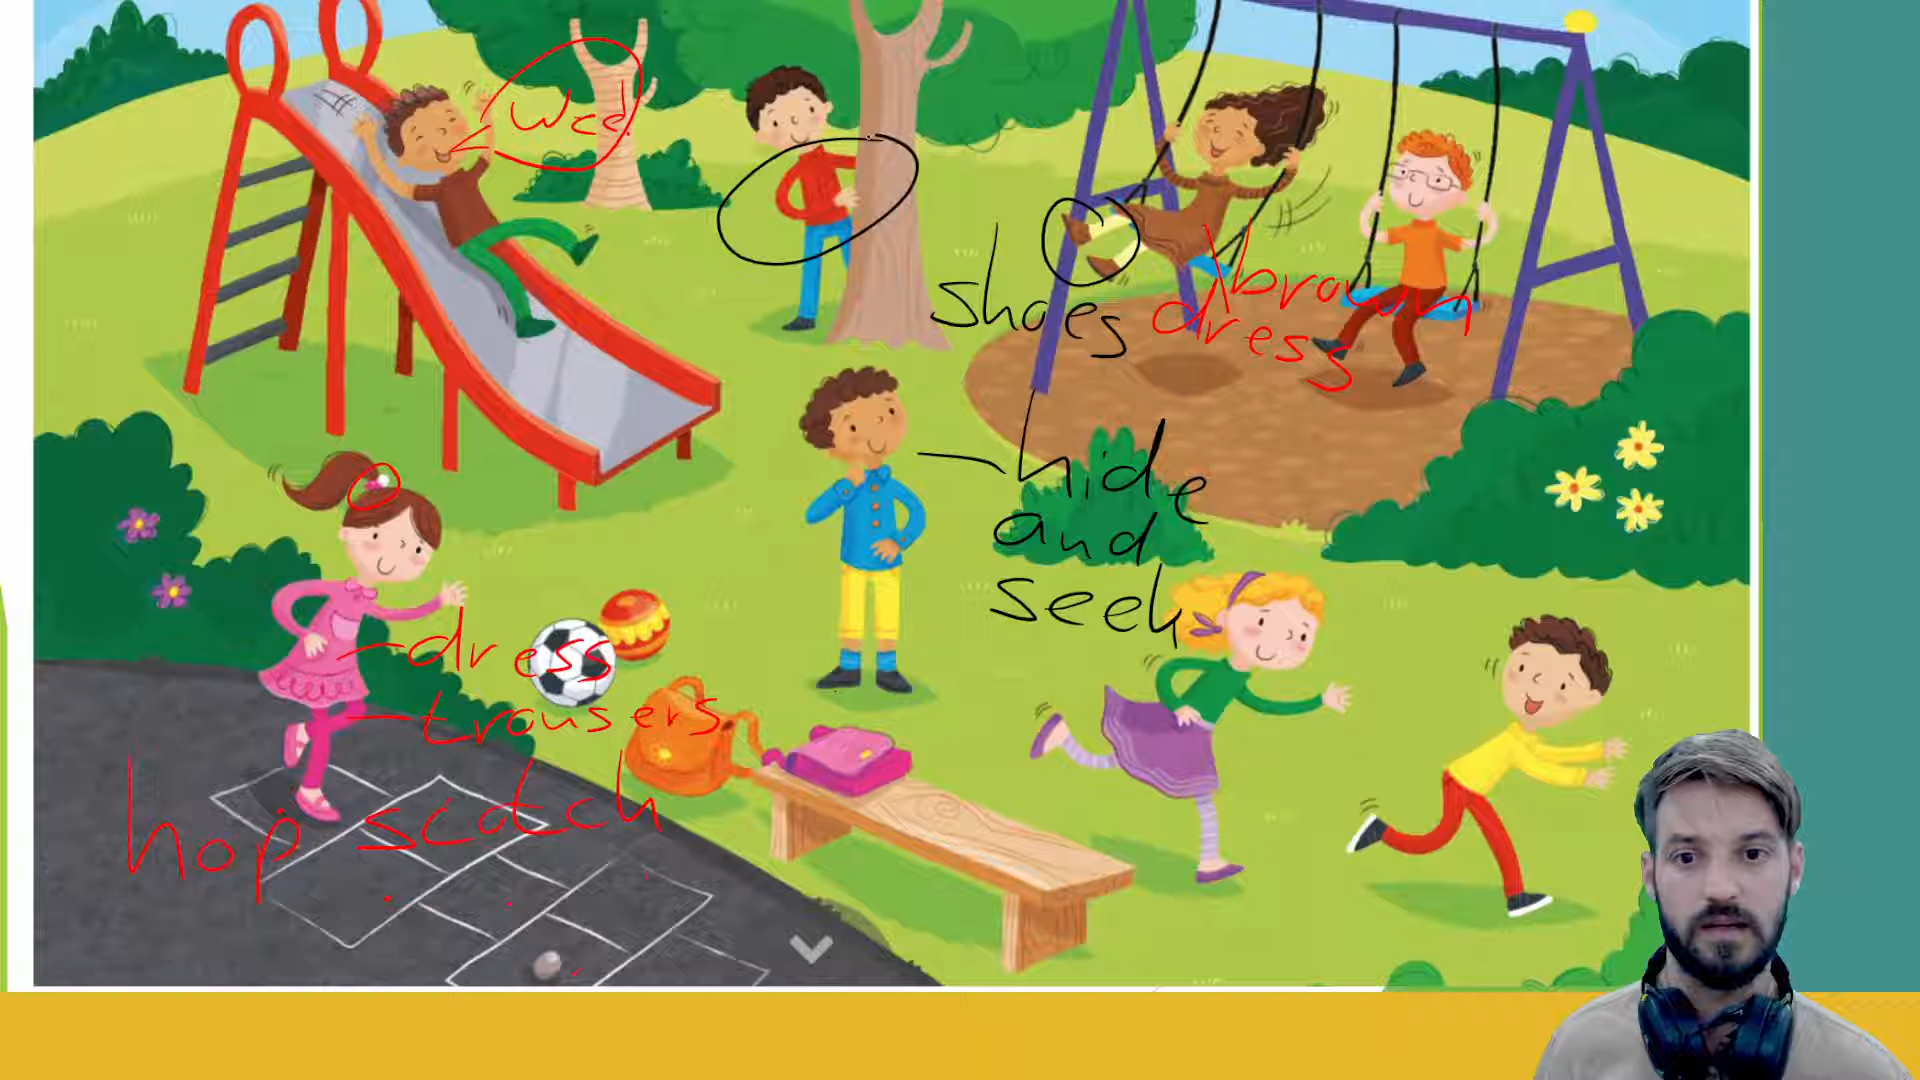 brown
shoes dress
hide
and
seek
dress
trousers
hop scotch